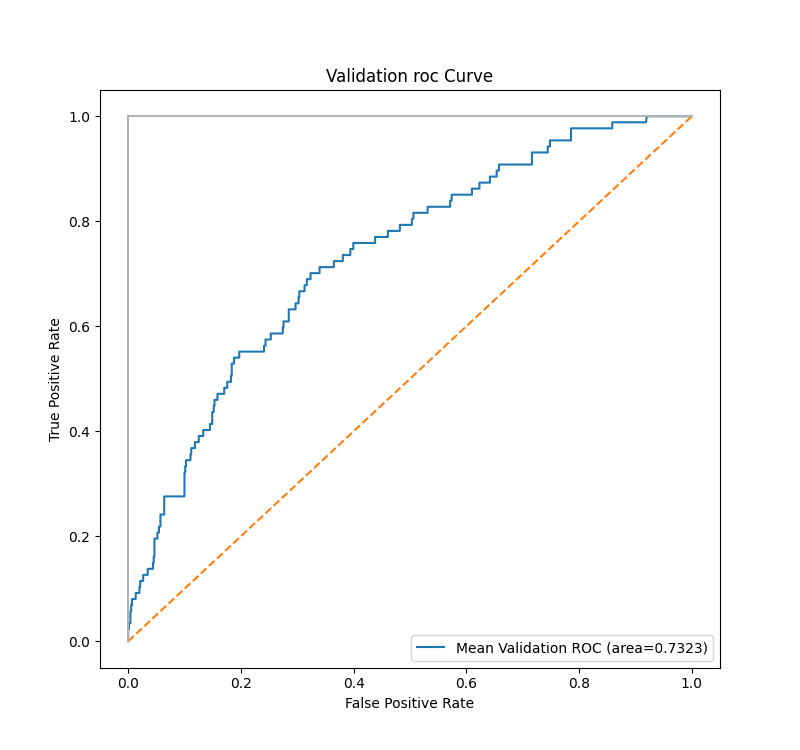 Validation roc Curve
1.0
0.8
0.6
0.4
0.2
0.0
True Positive Rate
Mean Validation ROC (area=0.7323)
0.0 0.2 0.4 0.6 0.8 1.0
False Positive Rate